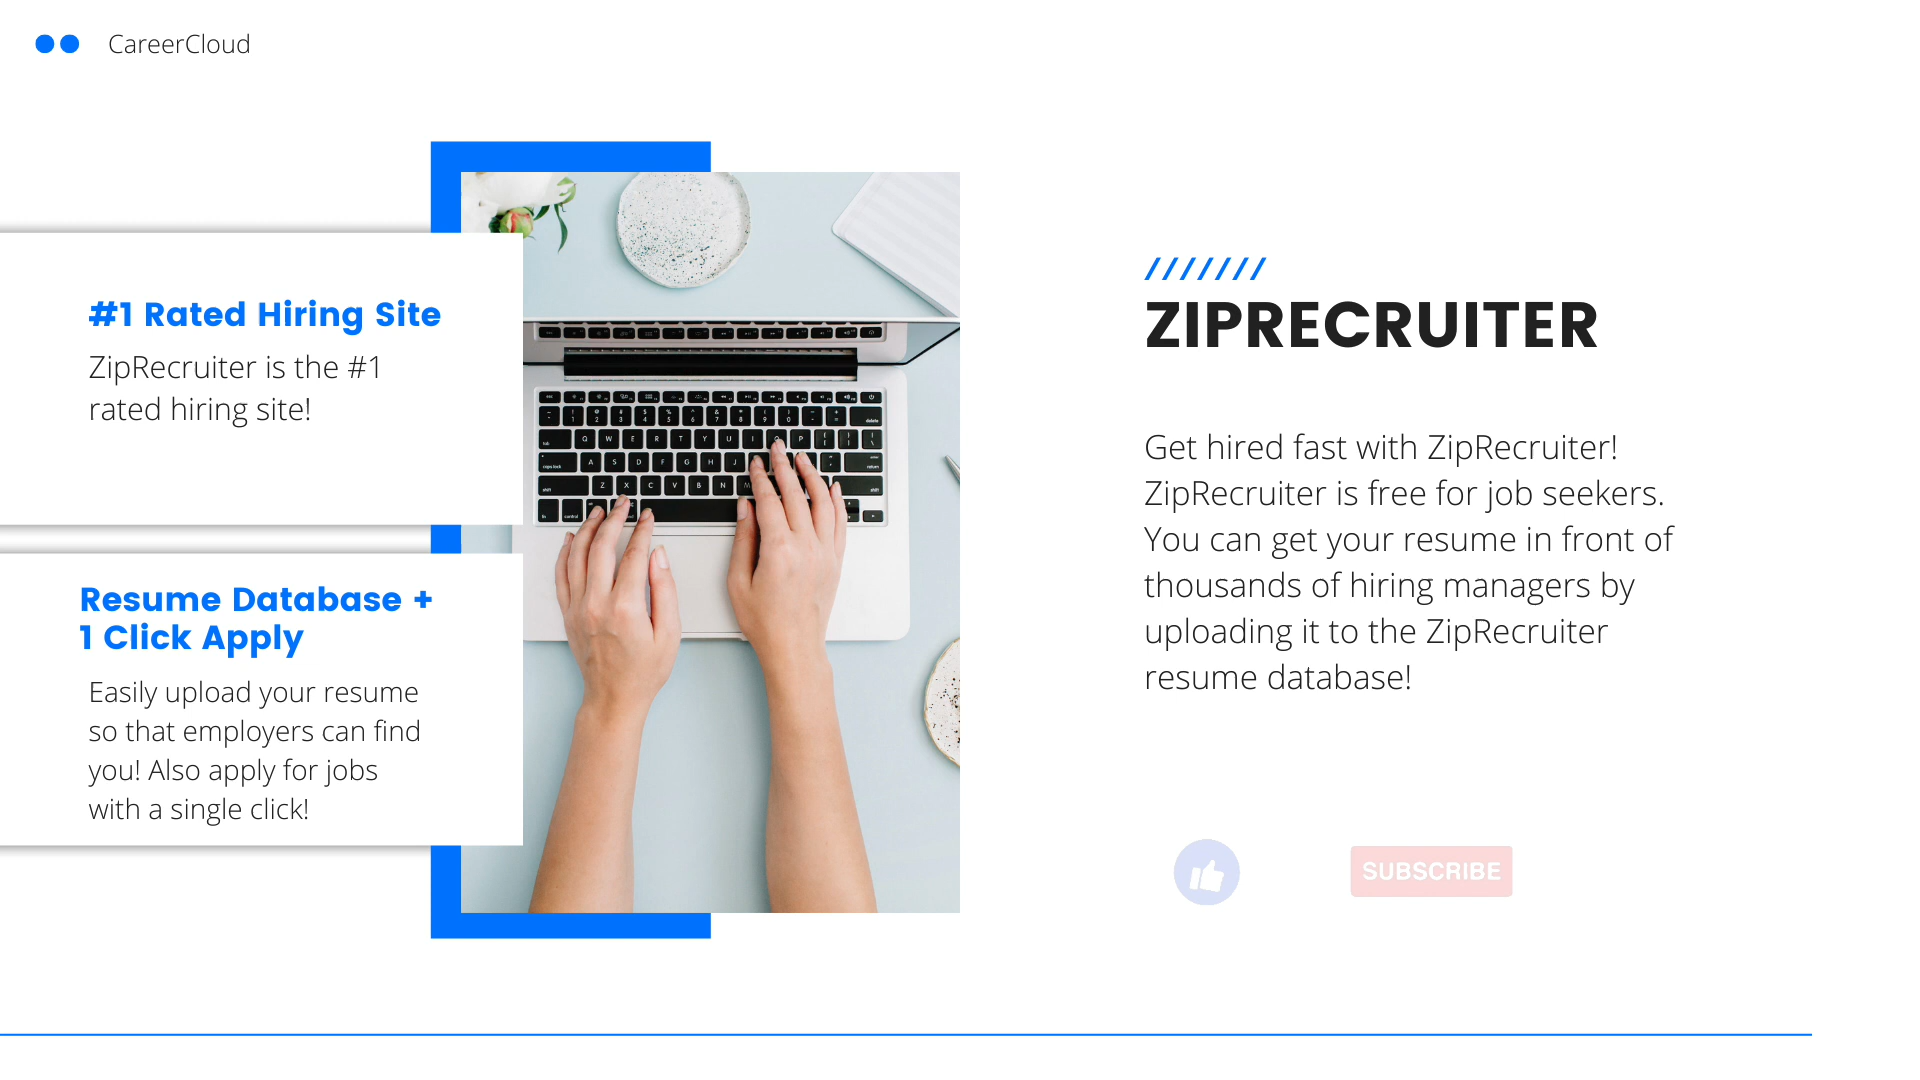 CareerCloud
#1 Rated Hiring Site
ZipRecruiter is the #1
rated hiring site!
Resume Database +
1 Click Apply
Easily upload your resume
so that employers can find
you! Also apply for jobs
with a single click!
///////
ZIPRECRUITER
Get hired fast with ZipRecruiter!
ZipRecruiter is free for job seekers.
You can get your resume in front of
thousands of hiring managers by
uploading it to the ZipRecruiter
resume database!
SUBSCRIBE